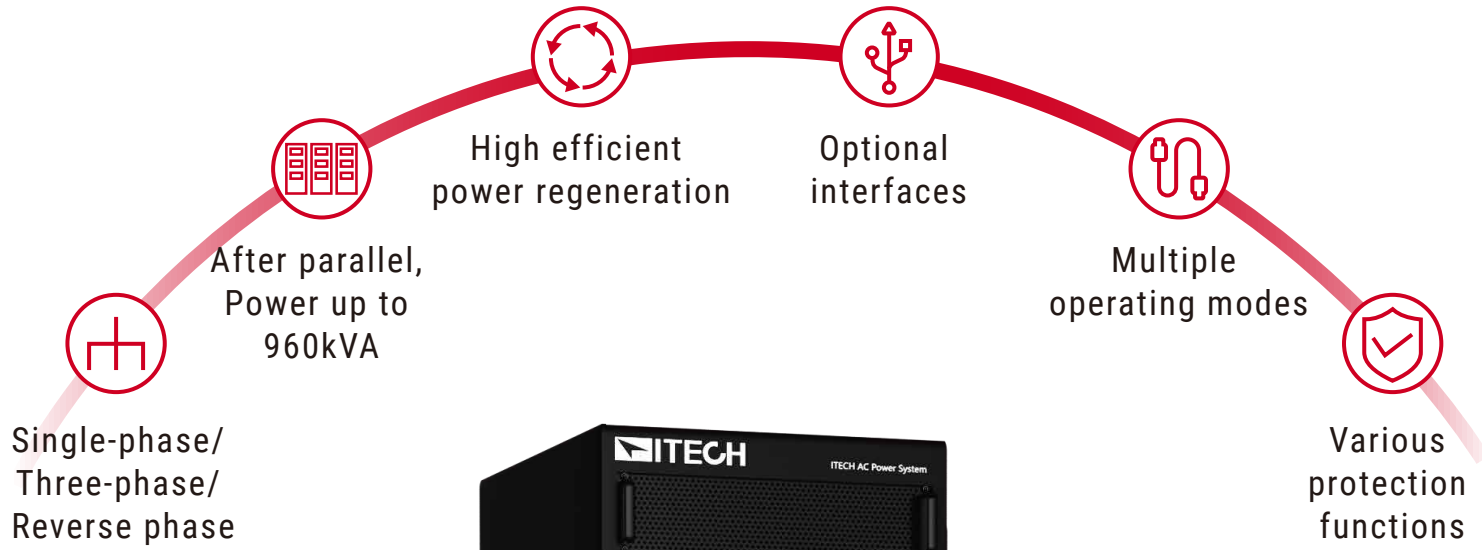 High efficient
power regeneration
Optional
interfaces
After parallel,
Power up to
960kVA
Multiple
operating modes
Single-phase/
Three-phase/
Reverse phase
ITECH
ITECH AC Power System
Various
protection
functions